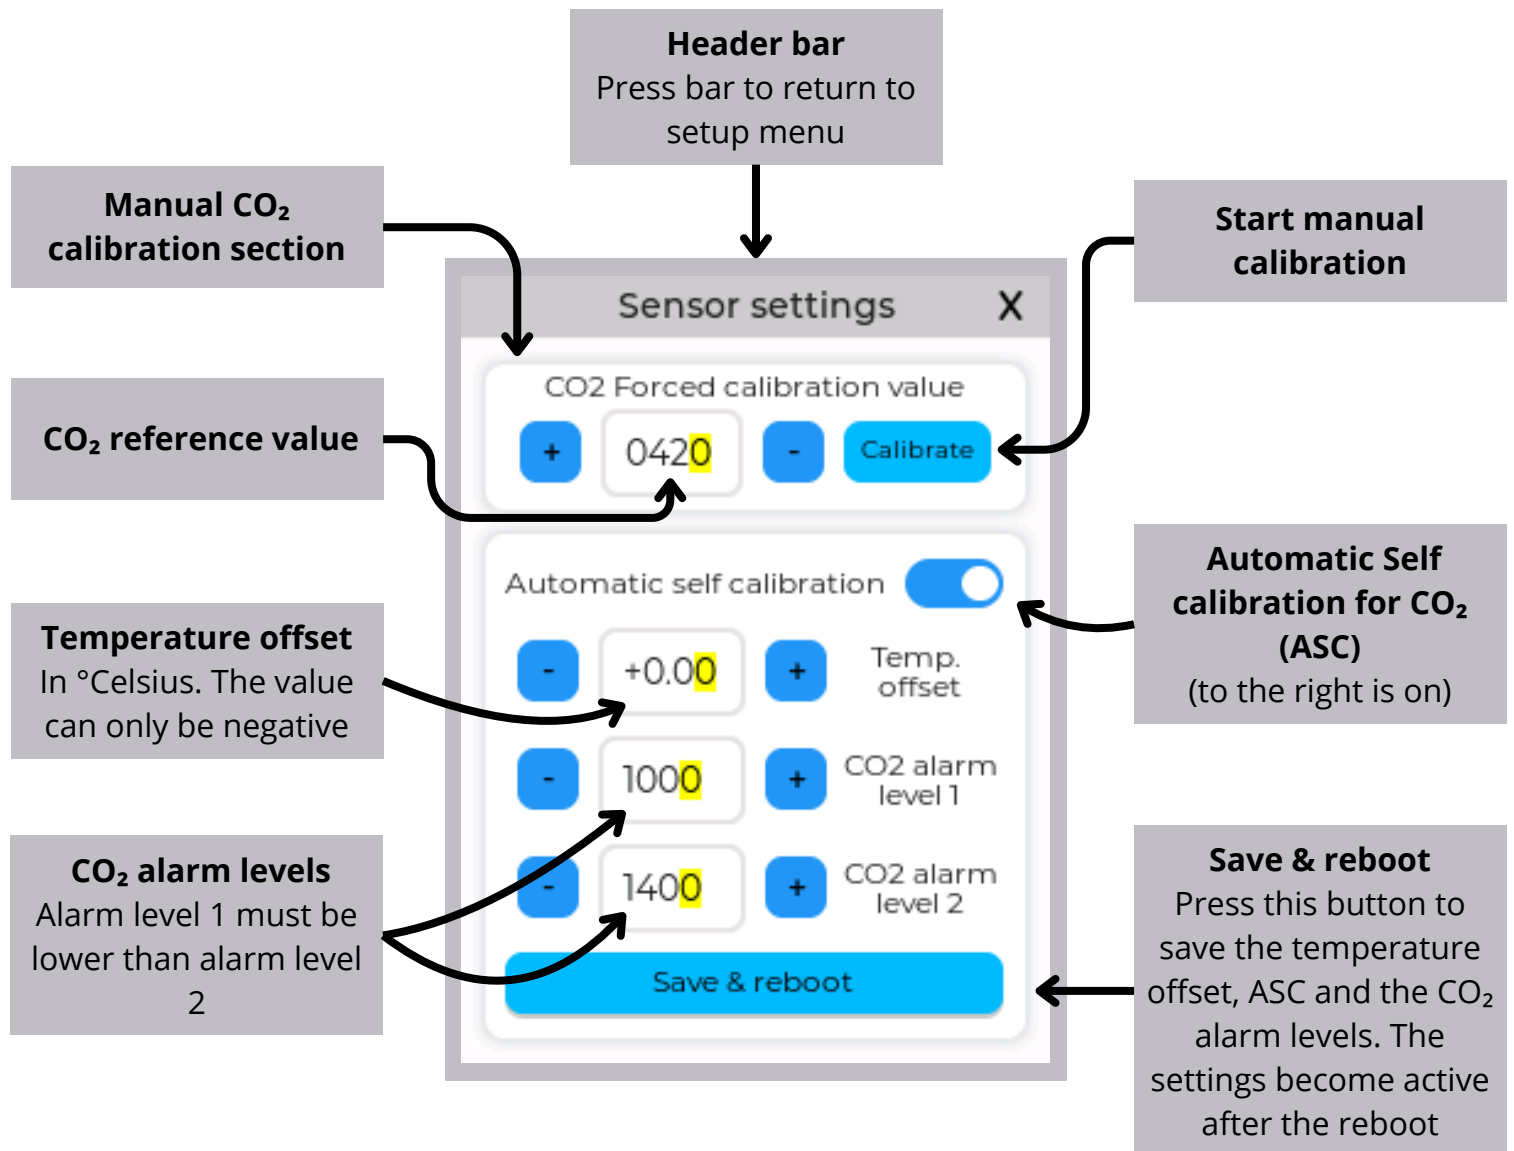 Header bar
Press bar to return to
setup menu
Manual CO₂
calibration section
Start manual
calibration
Sensor settings
X
CO2 Forced calibration value
+
0420
-
Calibrate
CO₂ reference value
Automatic self calibration
Automatic Self
calibration for CO₂
(ASC)
(to the right is on)
Temperature offset
In °Celsius. The value
can only be negative
-
+0.00
+
Temp.
offset
-
1000
+
CO2 alarm
level 1
CO₂ alarm levels
Alarm level 1 must be
lower than alarm level
2
-
1400
+
CO2 alarm
level 2
Save & reboot
Save & reboot
Press this button to
save the temperature
offset, ASC and the CO₂
alarm levels. The
settings become active
after the reboot